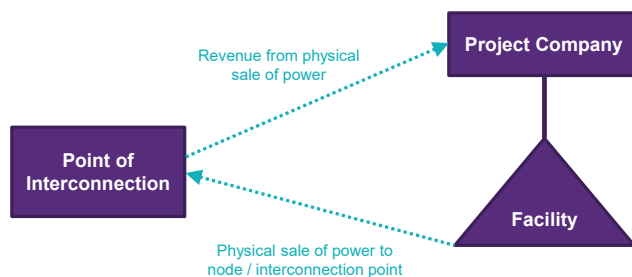 Project Company
Revenue from physical
sale of power
Point of
Interconnection
Facility
Physical sale of power to
node / interconnection point